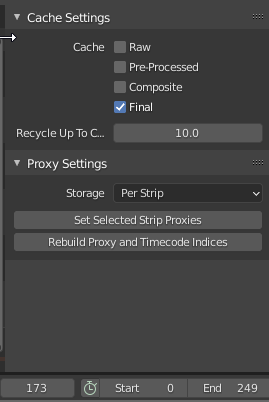 Cache Settings
Cache Raw
Pre-Processed
Composite
Final
Recycle Up To C... 10.0
Proxy Settings
Storage Per Strip
Set Selected Strip Proxies
Rebuild Proxy and Timecode Indices
173 Start 0 End 249